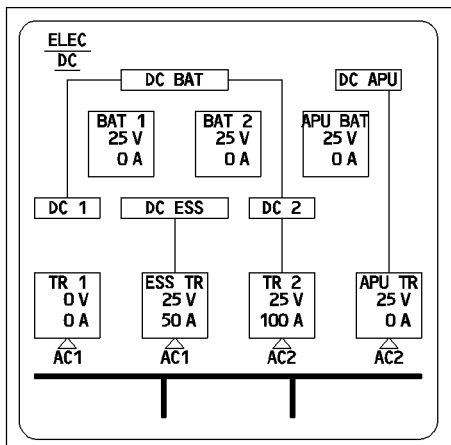 ELEC
DC
DC BAT
DC APU
BAT 1
25 V
0 A
BAT 2
25 V
0 A
APU BAT
25 V
0 A
DC 1
DC ESS
DC 2
TR 1
0 V
0 A
ESS TR
25 V
50 A
TR 2
25 V
100 A
APU TR
25 V
0 A
AC1
AC1
AC2
AC2